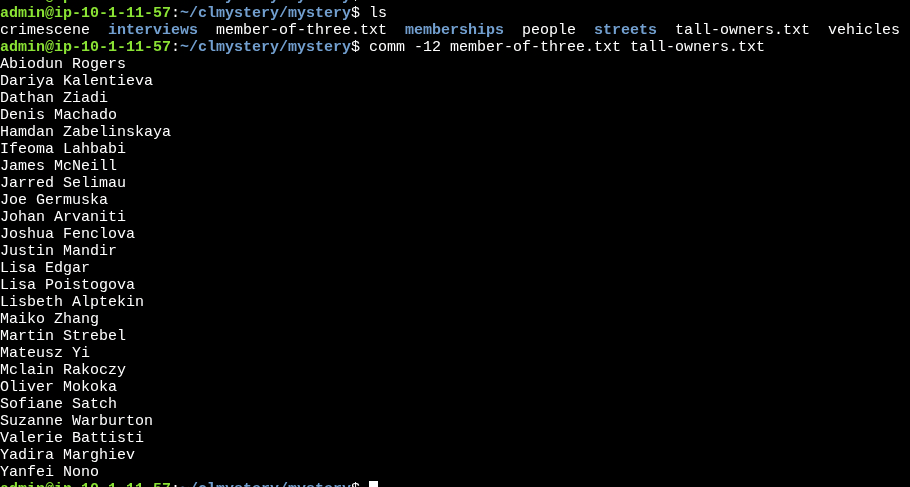 admin@ip-10-1-11-57:~/clmystery/mystery$ ls
crimescene  interviews  member-of-three.txt  memberships  people  streets  tall-owners.txt  vehicles
admin@ip-10-1-11-57:~/clmystery/mystery$ comm -12 member-of-three.txt tall-owners.txt
Abiodun Rogers
Dariya Kalentieva
Dathan Ziadi
Denis Machado
Hamdan Zabelinskaya
Ifeoma Lahbabi
James McNeill
Jarred Selimau
Joe Germuska
Johan Arvaniti
Joshua Fenclova
Justin Mandir
Lisa Edgar
Lisa Poistogova
Lisbeth Alptekin
Maiko Zhang
Martin Strebel
Mateusz Yi
Mclain Rakoczy
Oliver Mokoka
Sofiane Satch
Suzanne Warburton
Valerie Battisti
Yadira Marghiev
Yanfei Nono
admin@ip-10-1-11-57:~/clmystery/mystery$